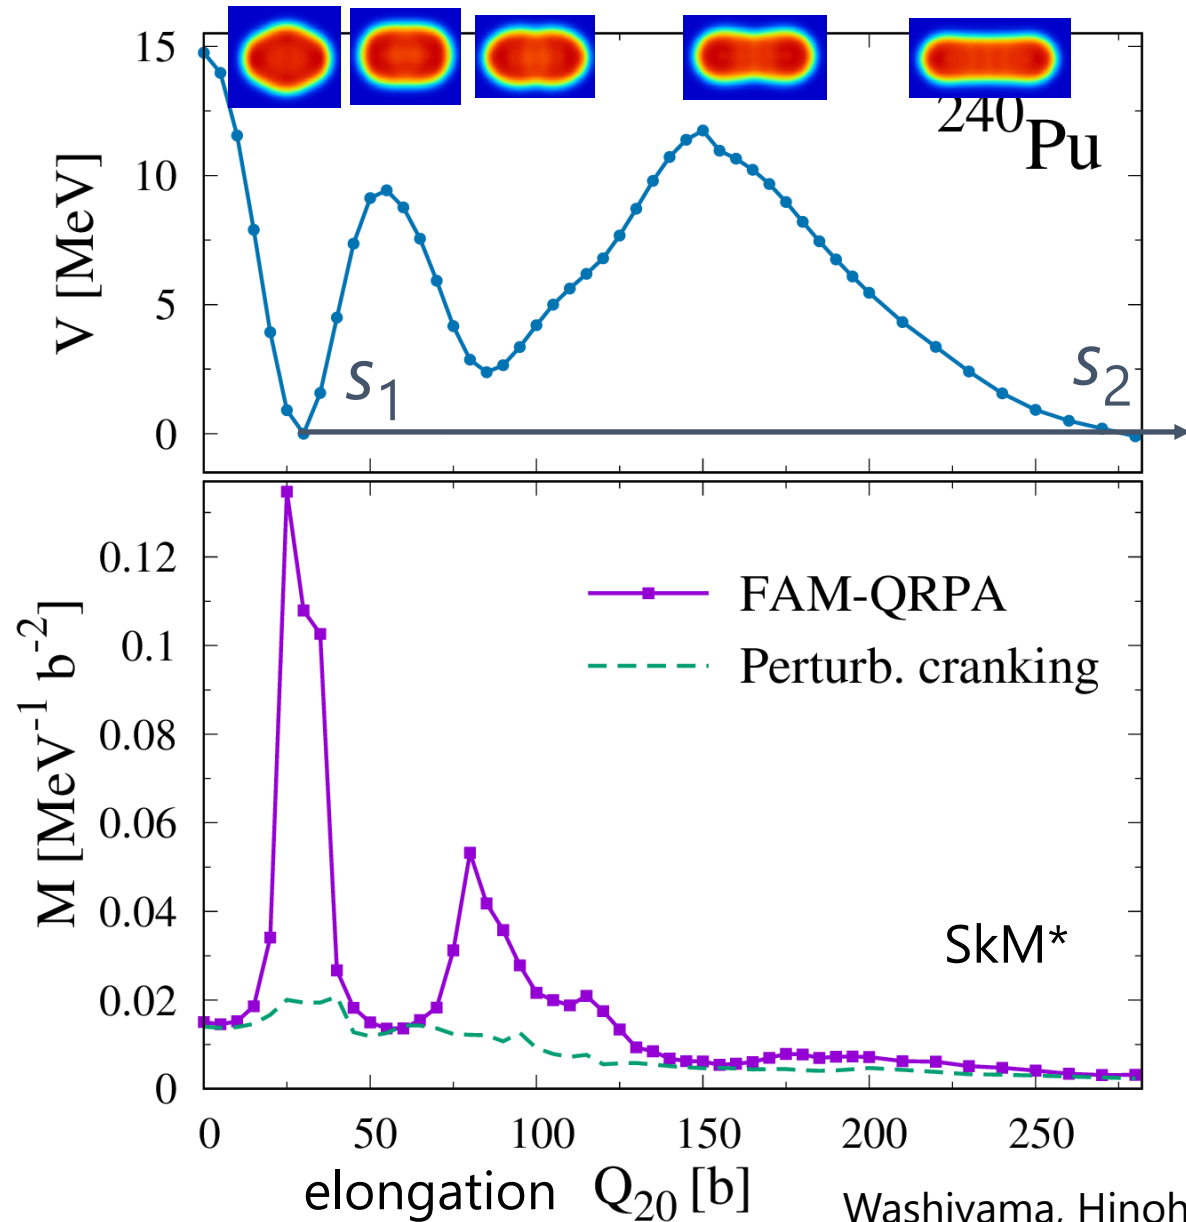 15
10
5
0
V [MeV]
²⁴⁰Pu
s₁
s₂
0.12
0.1
0.08
0.06
0.04
0.02
0
M [MeV⁻¹ b⁻²]
FAM-QRPA
Perturb. cranking
SkM*
0 50 100 150 200 250
elongation Q₂₀ [b]
Washiyama, Hinoh